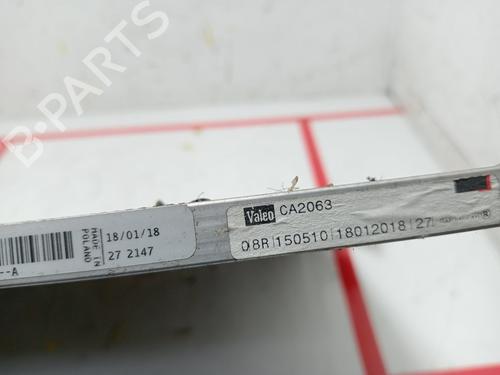 B-PARTS
Valeo CA2063
08R|150510|18012018|27|
18/01/18
27 2147
MADE IN
POLAND
--A